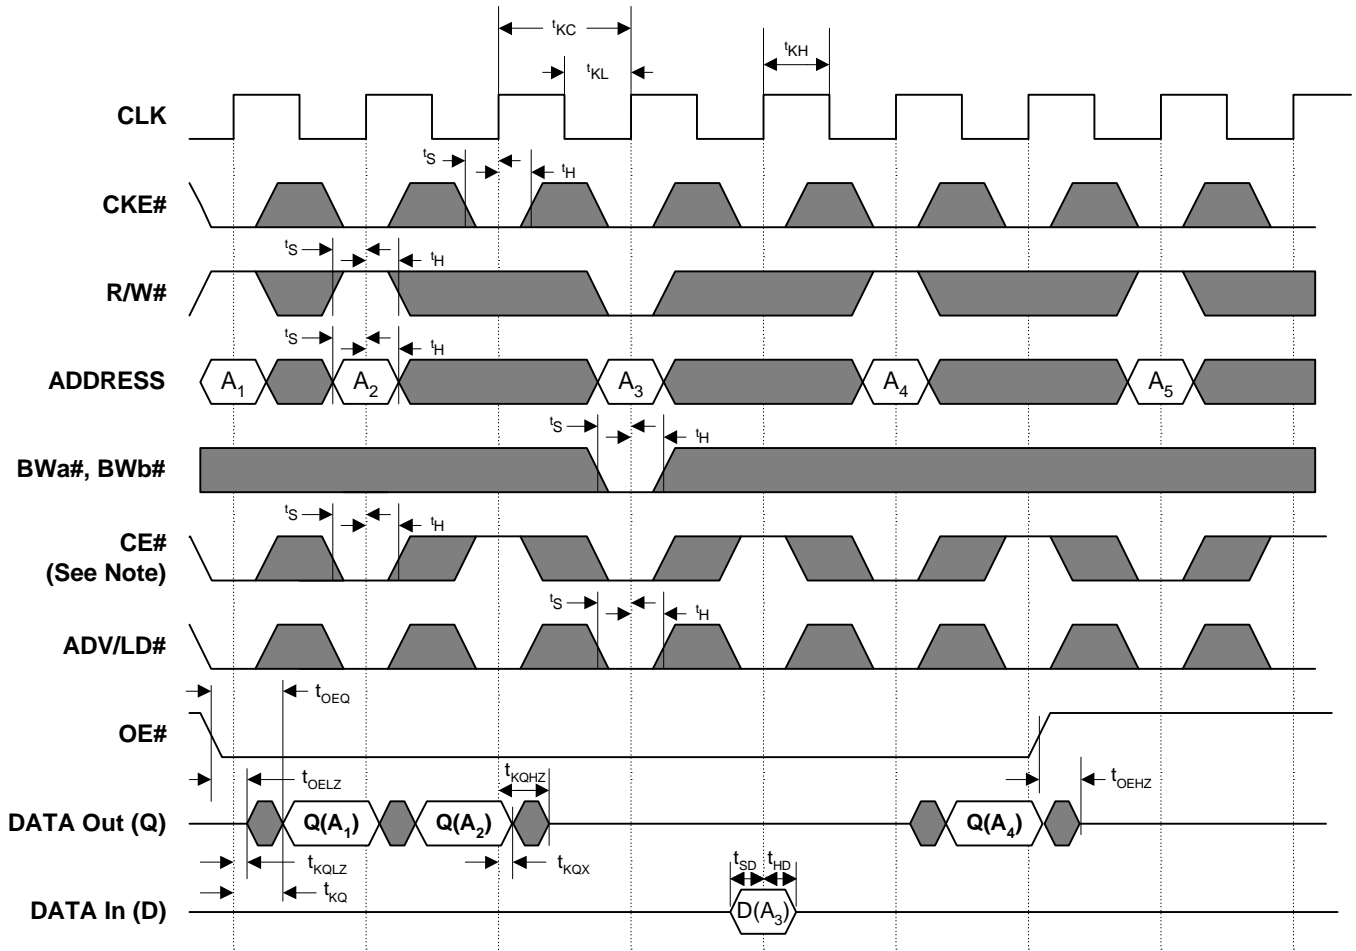 tKC
tKL
tKH
CLK
tS
tH
CKE#
tS
tH
R/W#
tS
tH
ADDRESS
A1
A2
A3
A4
A5
tS
tH
BWa#, BWb#
tS
tH
CE#
(See Note)
tS
tH
ADV/LD#
tOEQ
OE#
tOELZ
tKQHZ
tOEHZ
DATA Out (Q)
Q(A1)
Q(A2)
Q(A4)
tKQLZ
tKQX
tSD
tHD
tKQ
DATA In (D)
D(A3)